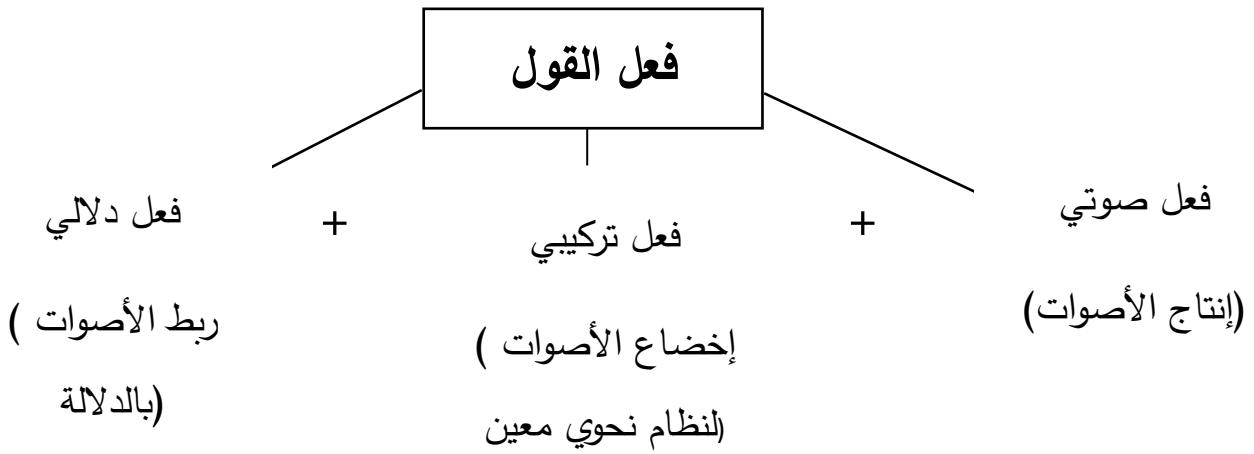 فعل القول
فعل صوتي
(إنتاج الأصوات)
+
فعل تركيبي
إخضاع الأصوات )
(لنظام نحوي معين
+
فعل دلالي
ربط الأصوات )
(بالدلالة